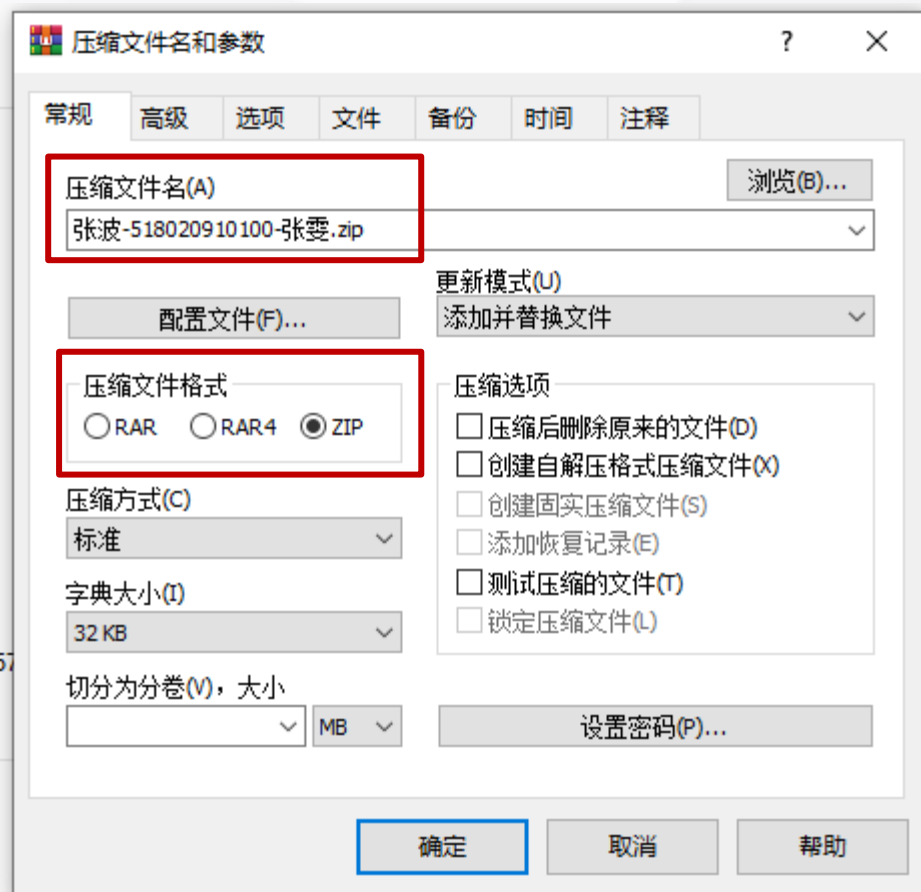 压缩文件名和参数
常规 高级 选项 文件 备份 时间 注释
压缩文件名(A)
浏览(B)...
张波-518020910100-张雯.zip
更新模式(U)
配置文件(F)...
添加并替换文件
压缩文件格式
RAR RAR4 ZIP
压缩选项
压缩后删除原来的文件(D)
创建自解压格式压缩文件(X)
创建固实压缩文件(S)
添加恢复记录(E)
测试压缩的文件(T)
锁定压缩文件(L)
压缩方式(C)
标准
字典大小(I)
32 KB
切分为分卷(V)，大小
MB
设置密码(P)...
确定 取消 帮助